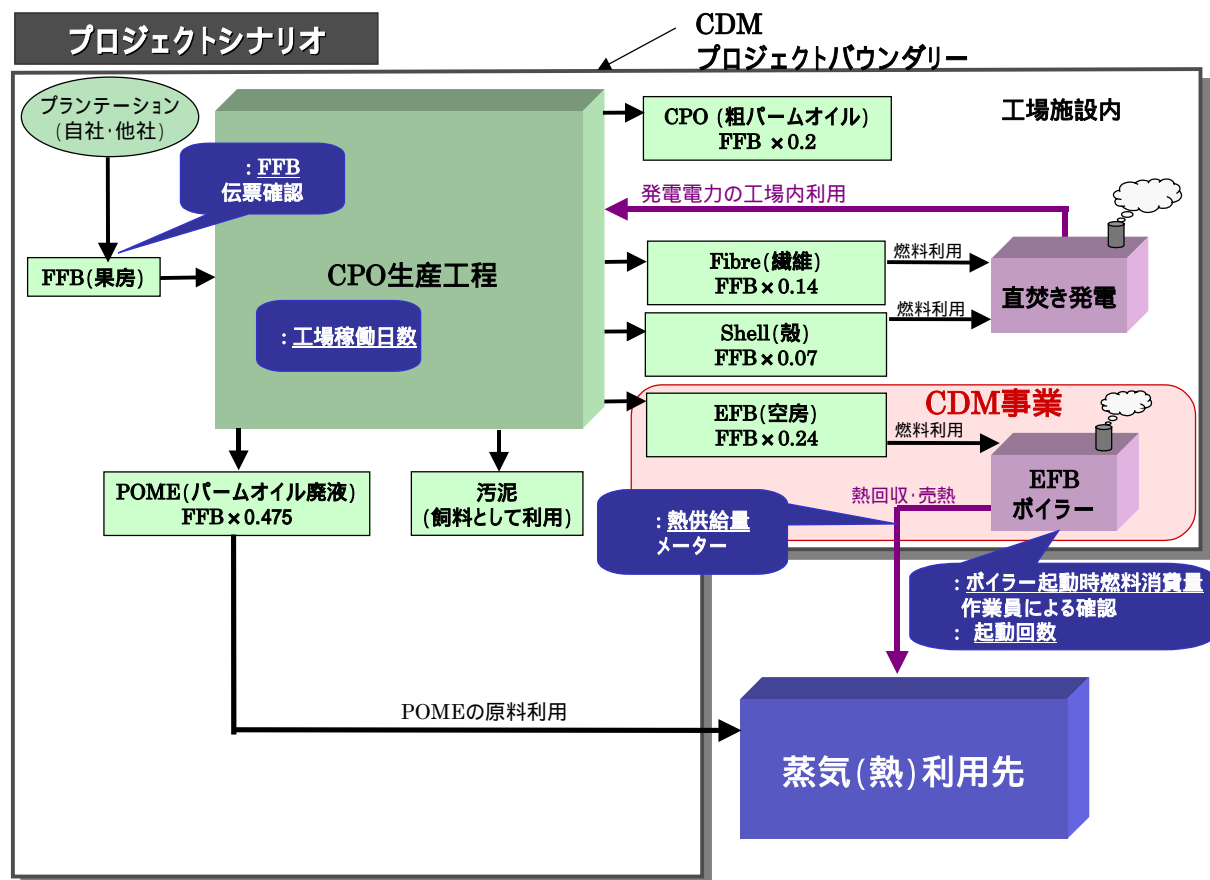 プロジェクトシナリオ
CDM
プロジェクトバウンダリー
プランテーション
(自社·他社)
CPO (粗パームオイル)
FFB ×0.2
工場施設内
: FFB
伝票確認
発電電力の工場内利用
FFB(果房)
CPO生産工程
Fibre(繊維)
FFB×0.14
燃料利用
直焚き発電
: 工場稼働日数
Shell(殻)
FFB×0.07
燃料利用
CDM事業
EFB(空房)
FFB×0.24
燃料利用
EFB
ボイラー
POME(パームオイル廃液)
FFB×0.475
汚泥
(飼料として利用)
熱回収·売熱
: 熱供給量
メーター
: ボイラー起動時燃料消費量
作業員による確認
: 起動回数
POMEの原料利用
蒸気(熱)利用先